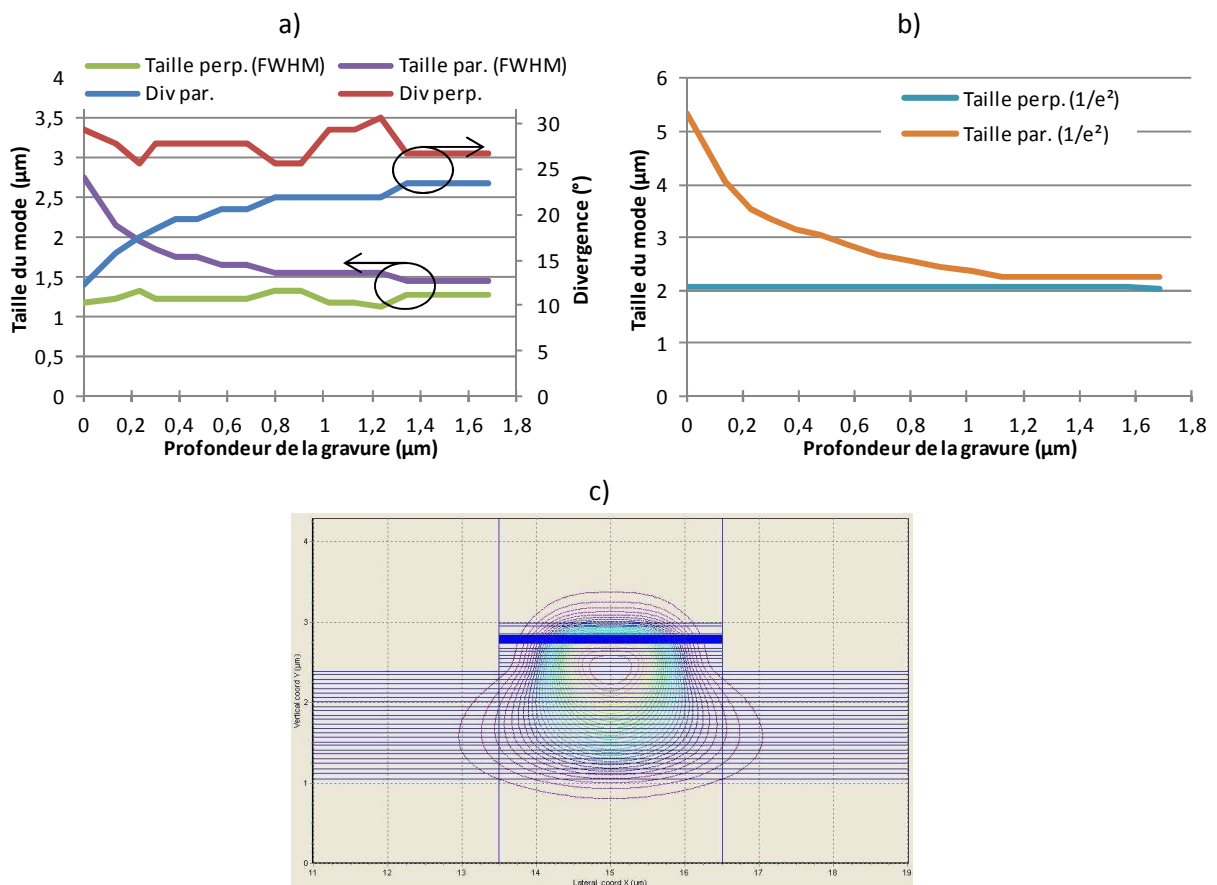 a)
Taille perp. (FWHM) Taille par. (FWHM)
Div par. Div perp.
Taille du mode (µm)
4
3,5
3
2,5
2
1,5
1
0,5
0
30
25
20
15
10
5
0
Divergence (°)
0 0,2 0,4 0,6 0,8 1 1,2 1,4 1,6 1,8
Profondeur de la gravure (µm)
b)
Taille perp. (1/e²)
Taille par. (1/e²)
Taille du mode (µm)
6
5
4
3
2
1
0
0 0,2 0,4 0,6 0,8 1 1,2 1,4 1,6 1,8
Profondeur de la gravure (µm)
c)
Vertical coord Y (µm)
4
3
2
1
0
11 12 13 14 15 16 17 18 19
Lateral coord X (µm)